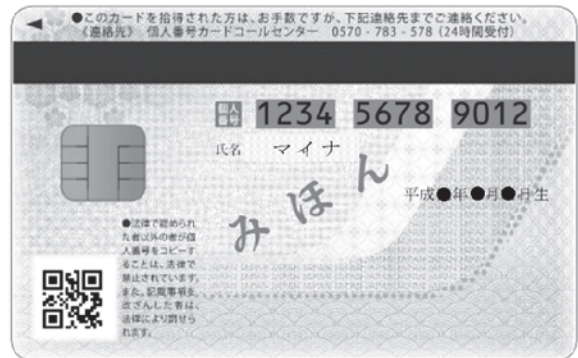 ●このカードを拾得された方は、お手数ですが、下記連絡先までご連絡ください。
《連絡先》 個人番号カードコールセンター 0570-783-578（24時間受付）
個人番号 1234 5678 9012
氏名 マイナ
平成●年●月●日生
みほん
●法律で認められ
た者以外の者が個
人番号をコピーす
ることは、法律で
禁止されています。
また、記載事項を
改ざんした者は、
法律により罰せら
れます。